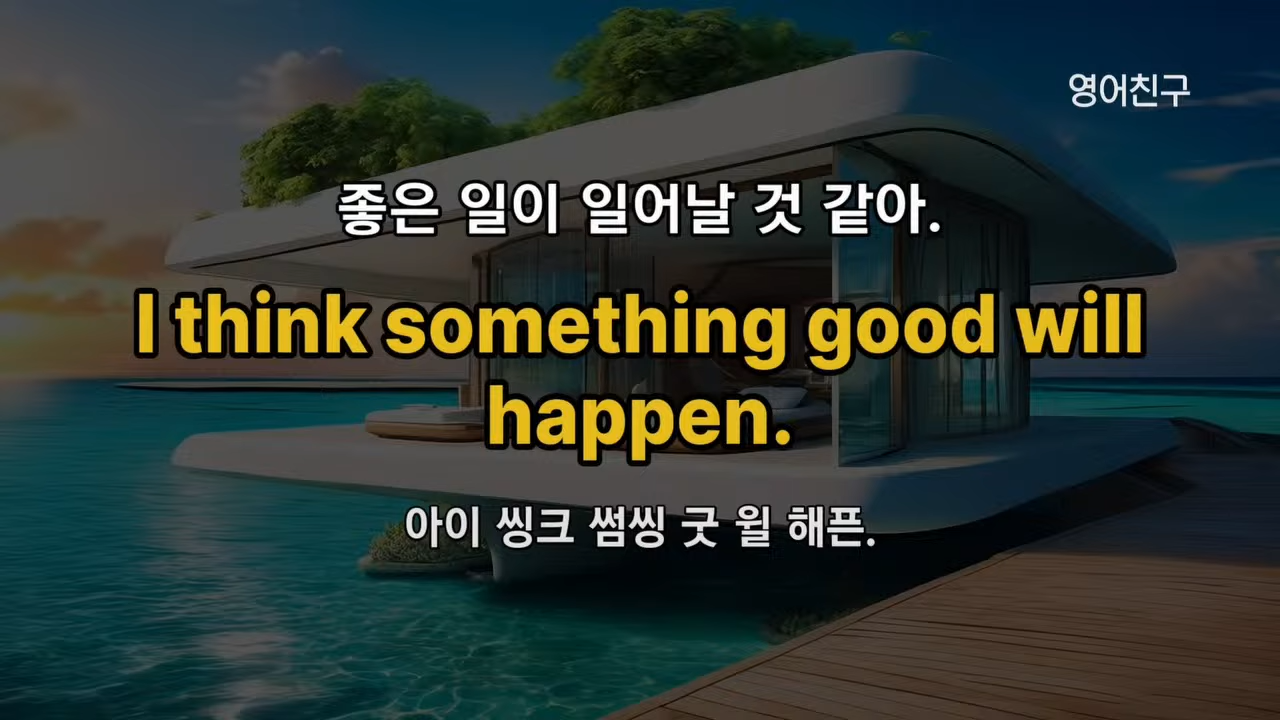 영어친구
좋은 일이 일어날 것 같아.
I think something good will
happen.
아이 씽크 썸씽 굿 윌 해픈.